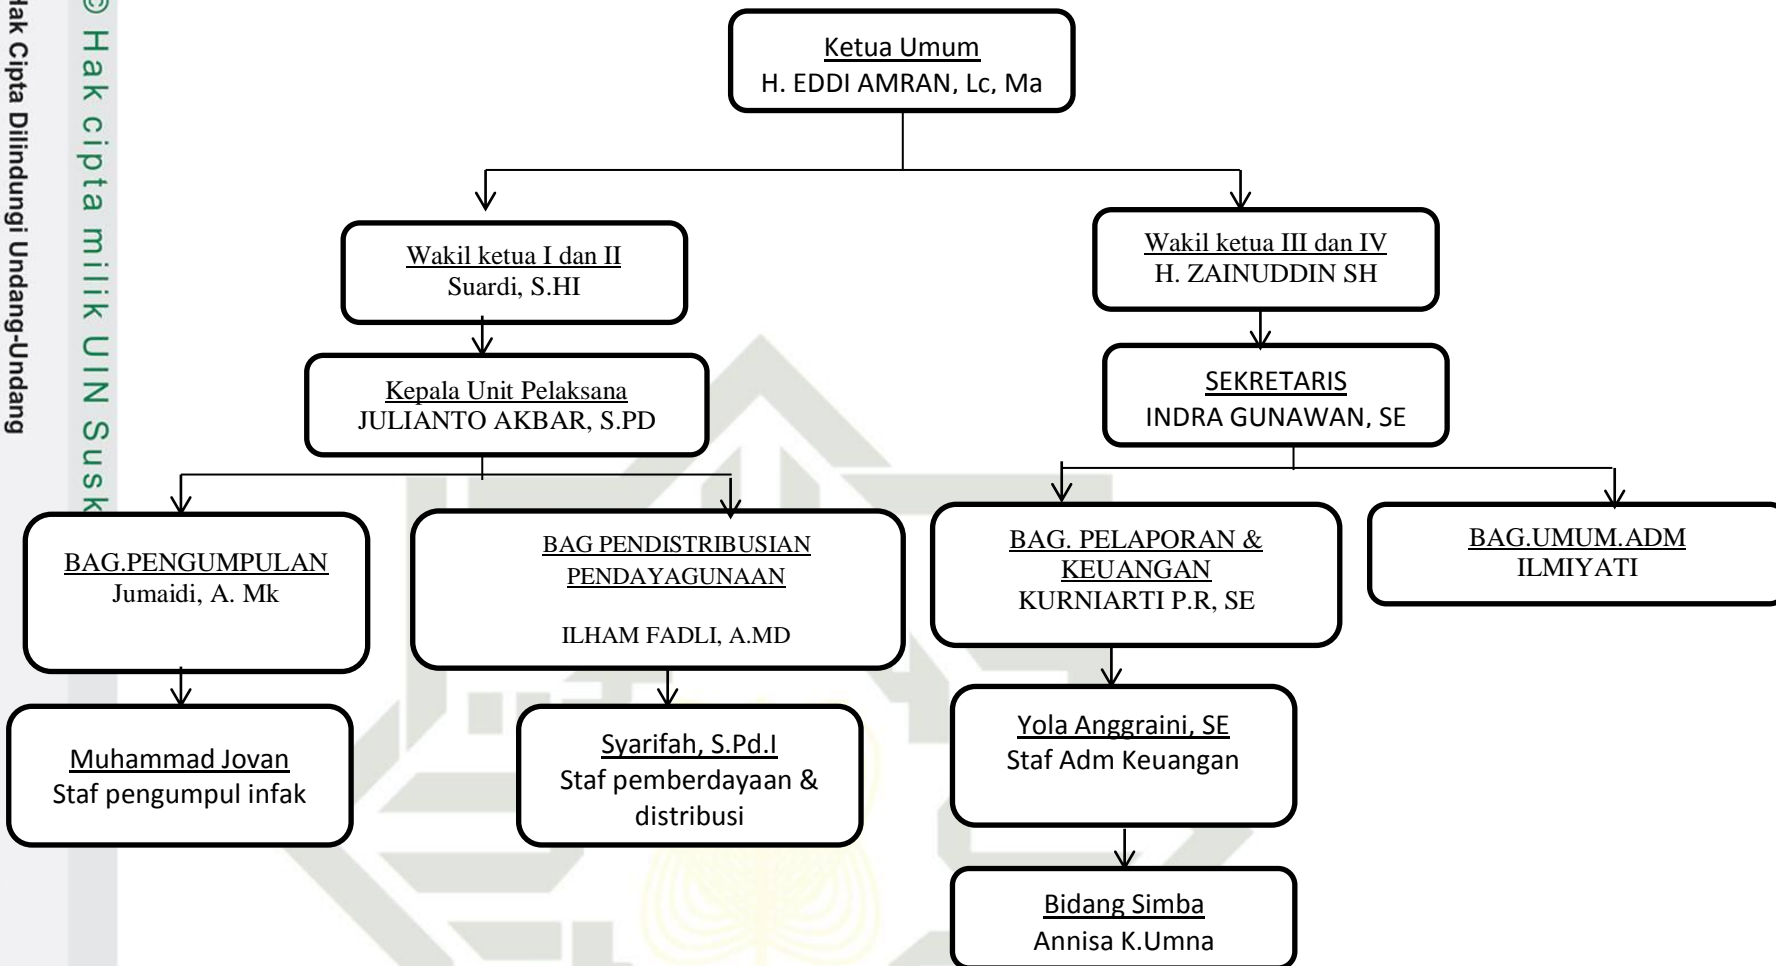 © Hak cipta milik UIN Susk
Hak Cipta Dilindungi Undang-Undang
Ketua Umum
H. EDDI AMRAN, Lc, Ma
Wakil ketua I dan II
Suardi, S.HI
Wakil ketua III dan IV
H. ZAINUDDIN SH
Kepala Unit Pelaksana
JULIANTO AKBAR, S.PD
SEKRETARIS
INDRA GUNAWAN, SE
BAG.PENGUMPULAN
Jumaidi, A. Mk
BAG PENDISTRIBUSIAN
PENDAYAGUNAAN
ILHAM FADLI, A.MD
BAG. PELAPORAN &
KEUANGAN
KURNIARTI P.R, SE
BAG.UMUM.ADM
ILMIYATI
Muhammad Jovan
Staf pengumpul infak
Syarifah, S.Pd.I
Staf pemberdayaan &
distribusi
Yola Anggraini, SE
Staf Adm Keuangan
Bidang Simba
Annisa K.Umna